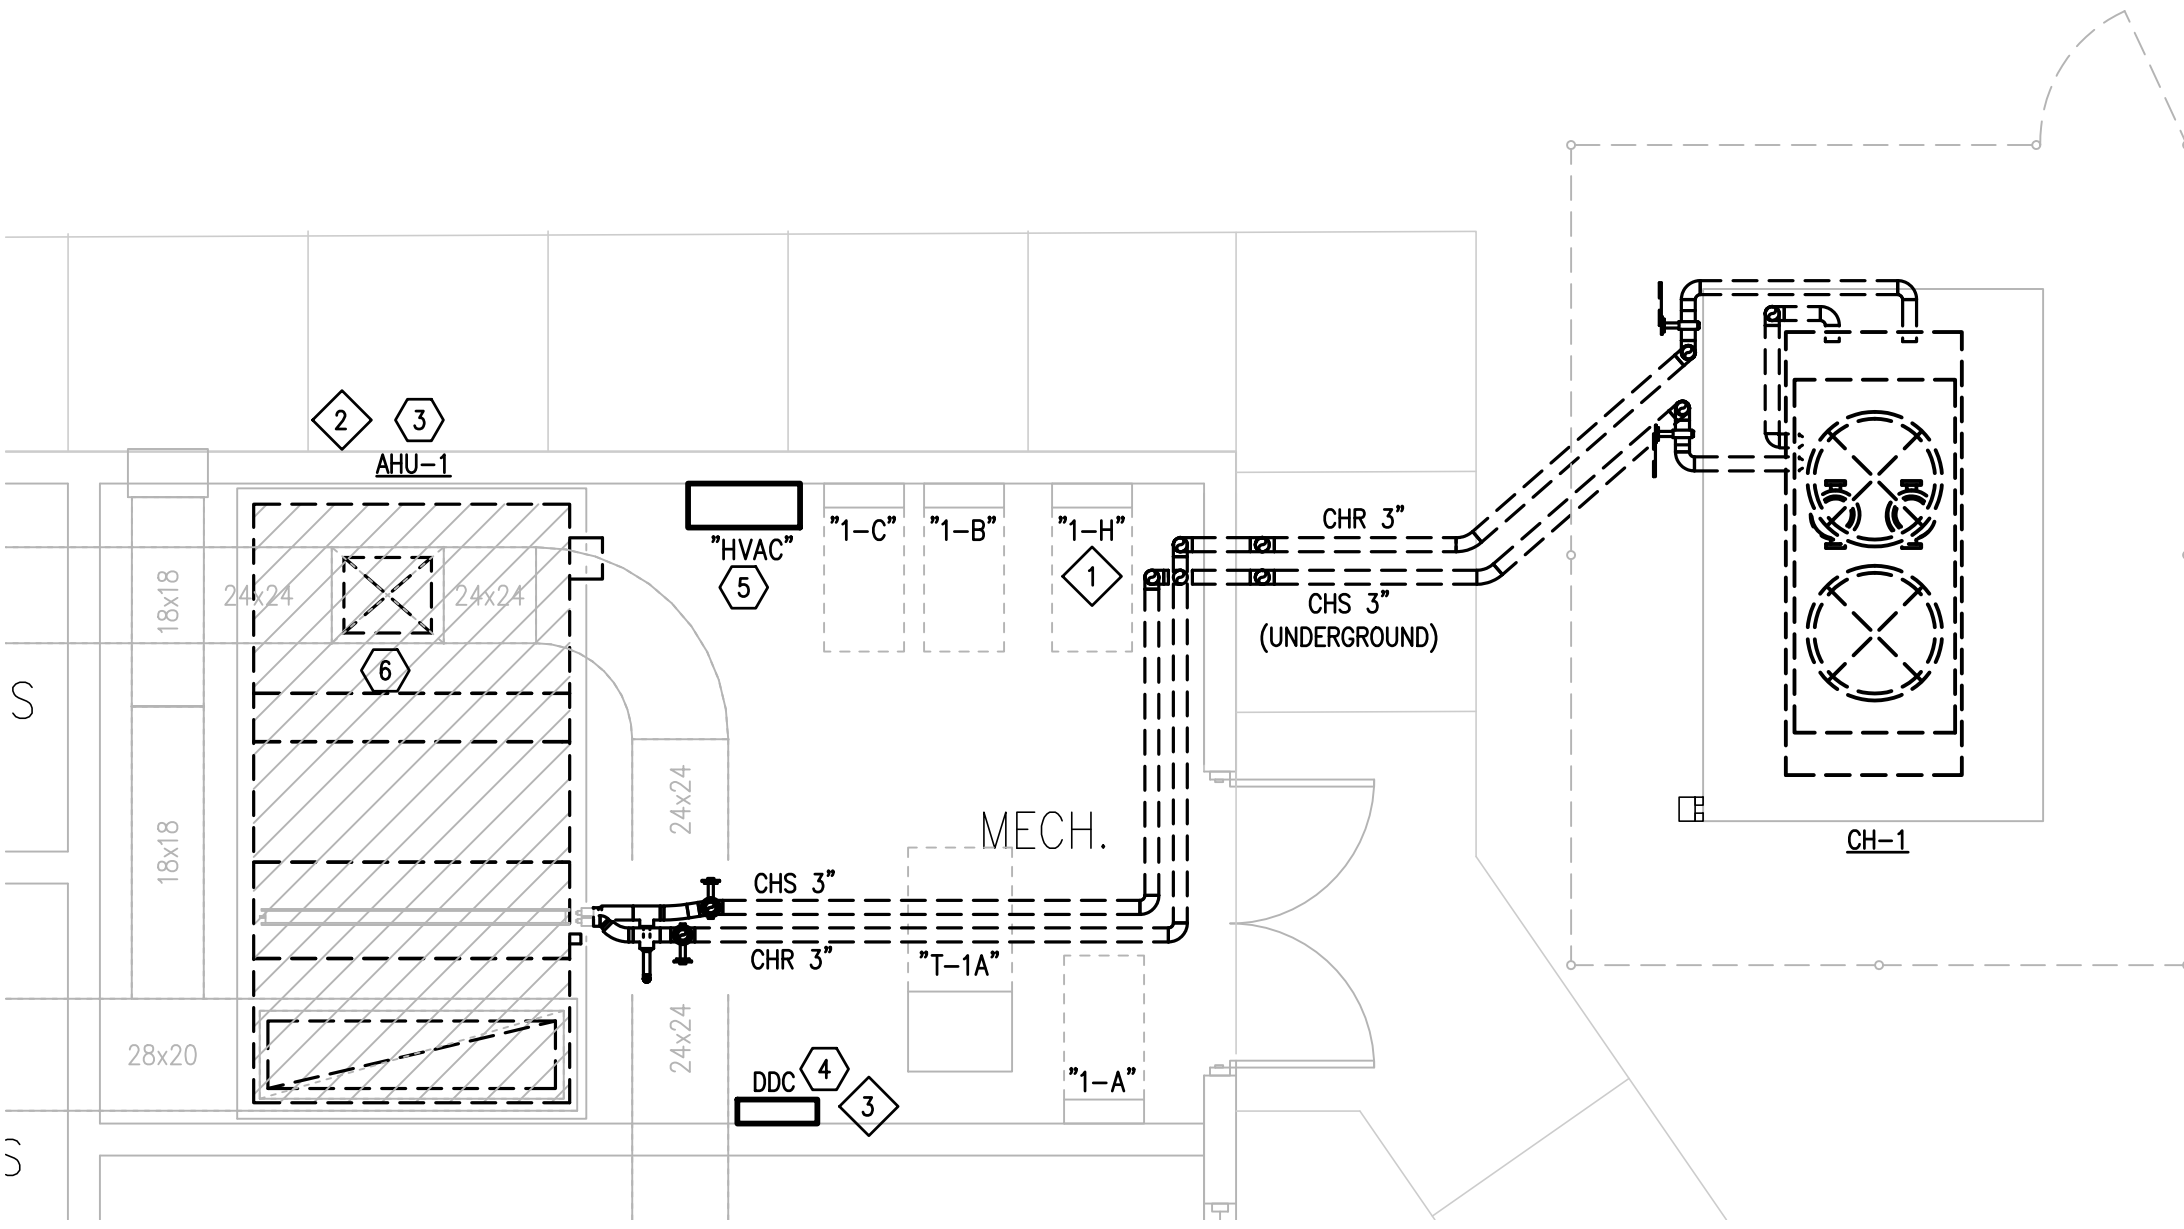 2
3
AHU-1
"HVAC"
5
"1-C"
"1-B"
"1-H"
1
CHR 3"
CHS 3"
(UNDERGROUND)
18x18
24x24
24x24
6
S
24x24
MECH.
18x18
CH-1
CHS 3"
CHR 3"
"T-1A"
28x20
24x24
DDC
4
3
"1-A"
S